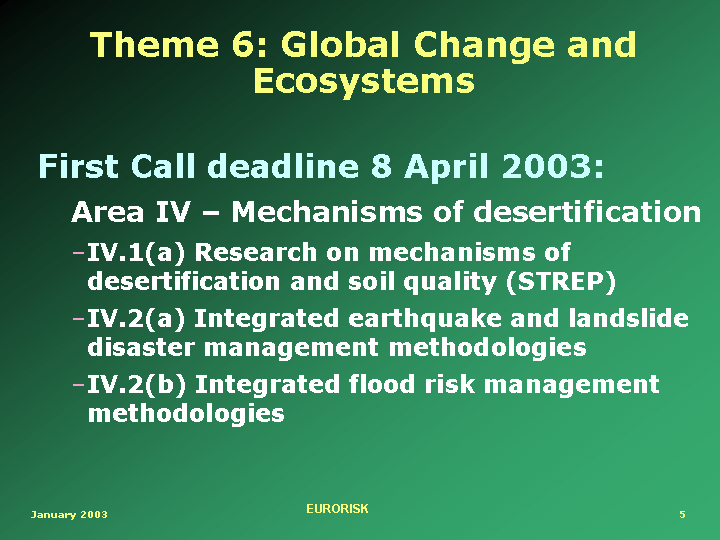 Theme 6: Global Change and
Ecosystems
First Call deadline 8 April 2003:
Area IV – Mechanisms of desertification
–IV.1(a) Research on mechanisms of
desertification and soil quality (STREP)
–IV.2(a) Integrated earthquake and landslide
disaster management methodologies
–IV.2(b) Integrated flood risk management
methodologies
January 2003
EURORISK
5